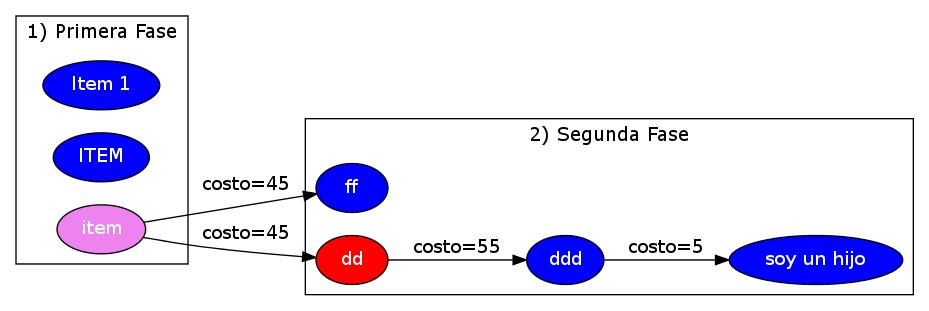 1) Primera Fase
Item 1
ITEM
item
costo=45
costo=45
2) Segunda Fase
ff
dd
costo=55
ddd
costo=5
soy un hijo